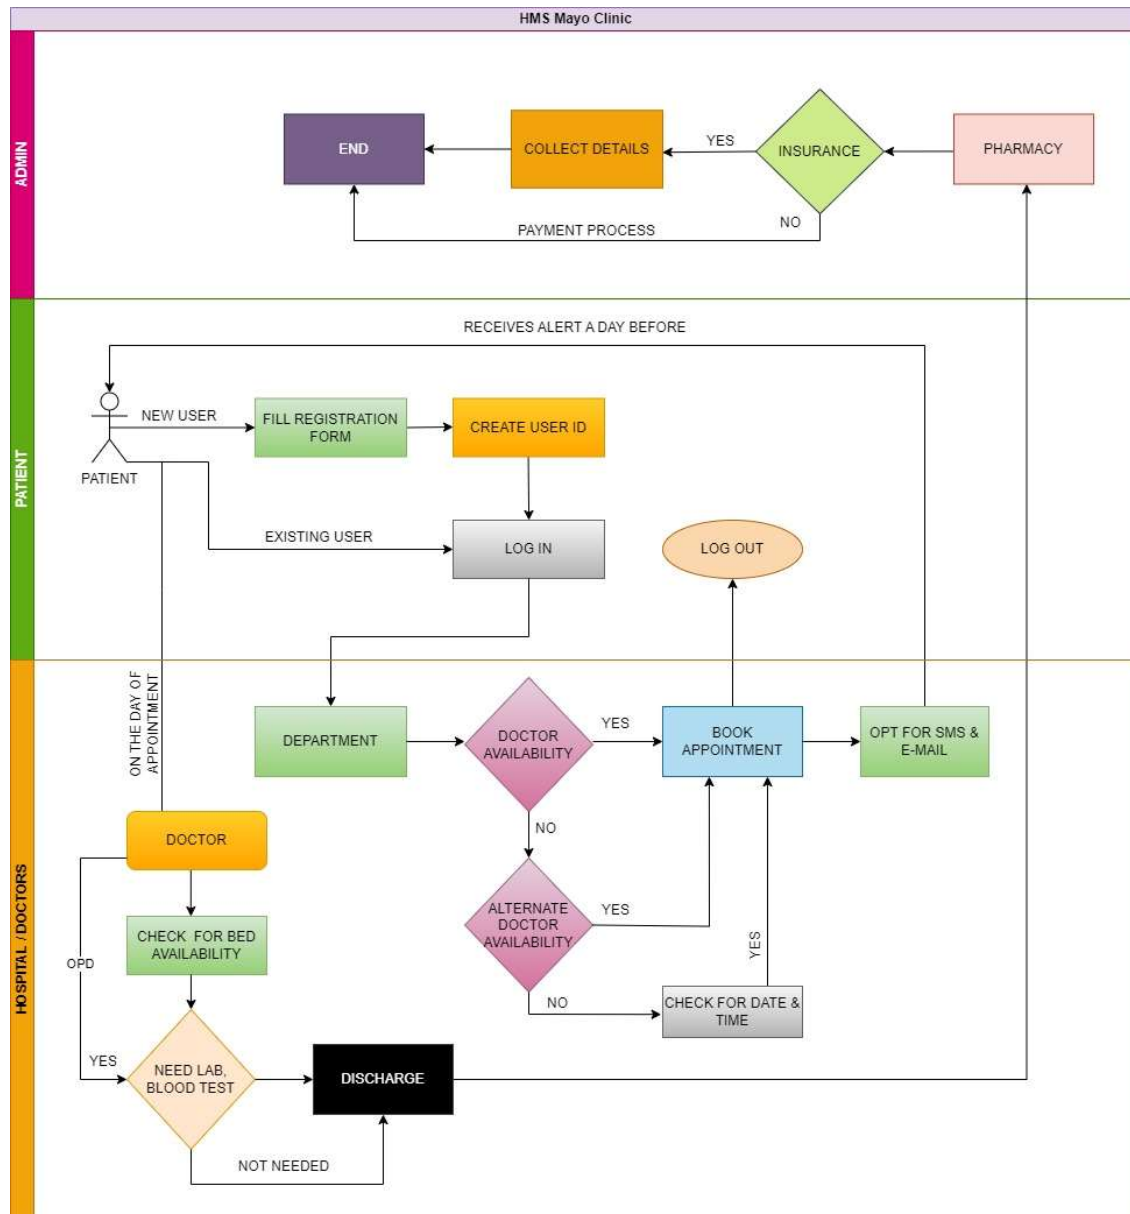 HMS Mayo Clinic
ADMIN
END
COLLECT DETAILS
YES
INSURANCE
PHARMACY
PAYMENT PROCESS
NO
PATIENT
RECEIVES ALERT A DAY BEFORE
NEW USER
FILL REGISTRATION
FORM
CREATE USER ID
PATIENT
EXISTING USER
LOG IN
LOG OUT
HOSPITAL / DOCTORS
ON THE DAY OF
APPOINTMENT
DEPARTMENT
DOCTOR
AVAILABILITY
YES
BOOK
APPOINTMENT
OPT FOR SMS &
E-MAIL
NO
DOCTOR
ALTERNATE
DOCTOR
AVAILABILITY
YES
YES
CHECK FOR BED
AVAILABILITY
OPD
NO
CHECK FOR DATE &
TIME
YES
NEED LAB,
BLOOD TEST
DISCHARGE
NOT NEEDED